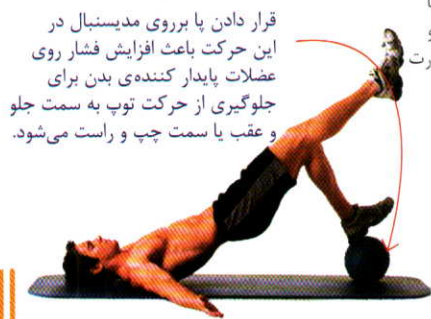 قرار دادن پا برروی مدیسنبال در
این حرکت باعث افزایش فشار روی
عضلات پایدار کننده‌ی بدن برای
جلوگیری از حرکت توپ به سمت جلو
و عقب یا سمت چپ و راست می‌شود.
و
رت